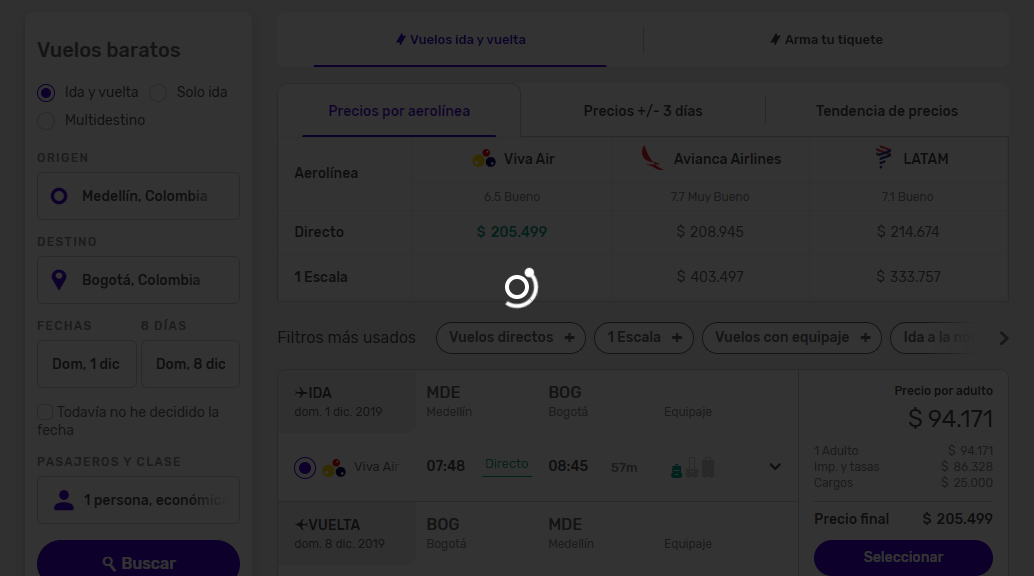 Vuelos baratos
Ida y vuelta
Solo ida
Multidestino
ORIGEN
Medellín, Colombia
DESTINO
Bogotá, Colombia
FECHAS
8 DÍAS
Dom, 1 dic
Dom, 8 dic
Todavía no he decidido la
fecha
PASAJEROS Y CLASE
1 persona, económica
Buscar
Vuelos ida y vuelta
Arma tu tiquete
Precios por aerolínea
Precios +/- 3 días
Tendencia de precios
Aerolínea
Viva Air
Avianca Airlines
LATAM
6.5 Bueno
7.7 Muy Bueno
7.1 Bueno
Directo
$ 205.499
$ 208.945
$ 214.674
1 Escala
$ 403.497
$ 333.757
Filtros más usados
Vuelos directos +
1 Escala +
Vuelos con equipaje +
Ida a la
IDA
dom. 1 dic. 2019
MDE
Medellín
BOG
Bogotá
Equipaje
Viva Air
07:48
Directo
08:45
57m
VUELTA
dom. 8 dic. 2019
BOG
Bogotá
MDE
Medellín
Equipaje
Precio por adulto
$ 94.171
1 Adulto
$ 94.171
Imp. y tasas
$ 86.328
Cargos
$ 25.000
Precio final
$ 205.499
Seleccionar